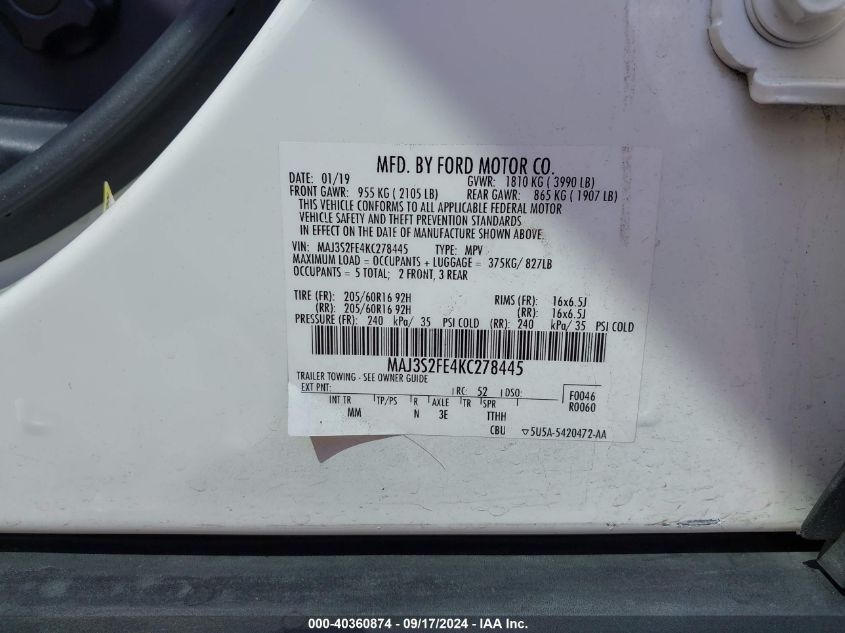 MFD. BY FORD MOTOR CO.
DATE: 01/19 GVWR: 1810 KG ( 3990 LB)
FRONT GAWR: 955 KG ( 2105 LB) REAR GAWR: 865 KG ( 1907 LB)
THIS VEHICLE CONFORMS TO ALL APPLICABLE FEDERAL MOTOR
VEHICLE SAFETY AND THEFT PREVENTION STANDARDS
IN EFFECT ON THE DATE OF MANUFACTURE SHOWN ABOVE.
VIN: MAJ3S2FE4KC278445 TYPE: MPV
MAXIMUM LOAD = OCCUPANTS + LUGGAGE = 375KG/ 827LB
OCCUPANTS = 5 TOTAL; 2 FRONT, 3 REAR
TIRE (FR): 205/60R16 92H RIMS (FR): 16x6.5J
(RR): 205/60R16 92H (RR): 16x6.5J
PRESSURE (FR): 240 kPa/ 35 PSI COLD (RR): 240 kPa/ 35 PSI COLD
MAJ3S2FE4KC278445
TRAILER TOWING - SEE OWNER GUIDE
EXT PNT: RC: 52 DSO: F0046
INT TR TP/PS R AXLE TR SPR R0060
MM N 3E TTHH
CBU ▽5U5A-5420472-AA
000-40360874 - 09/17/2024 - IAA Inc.